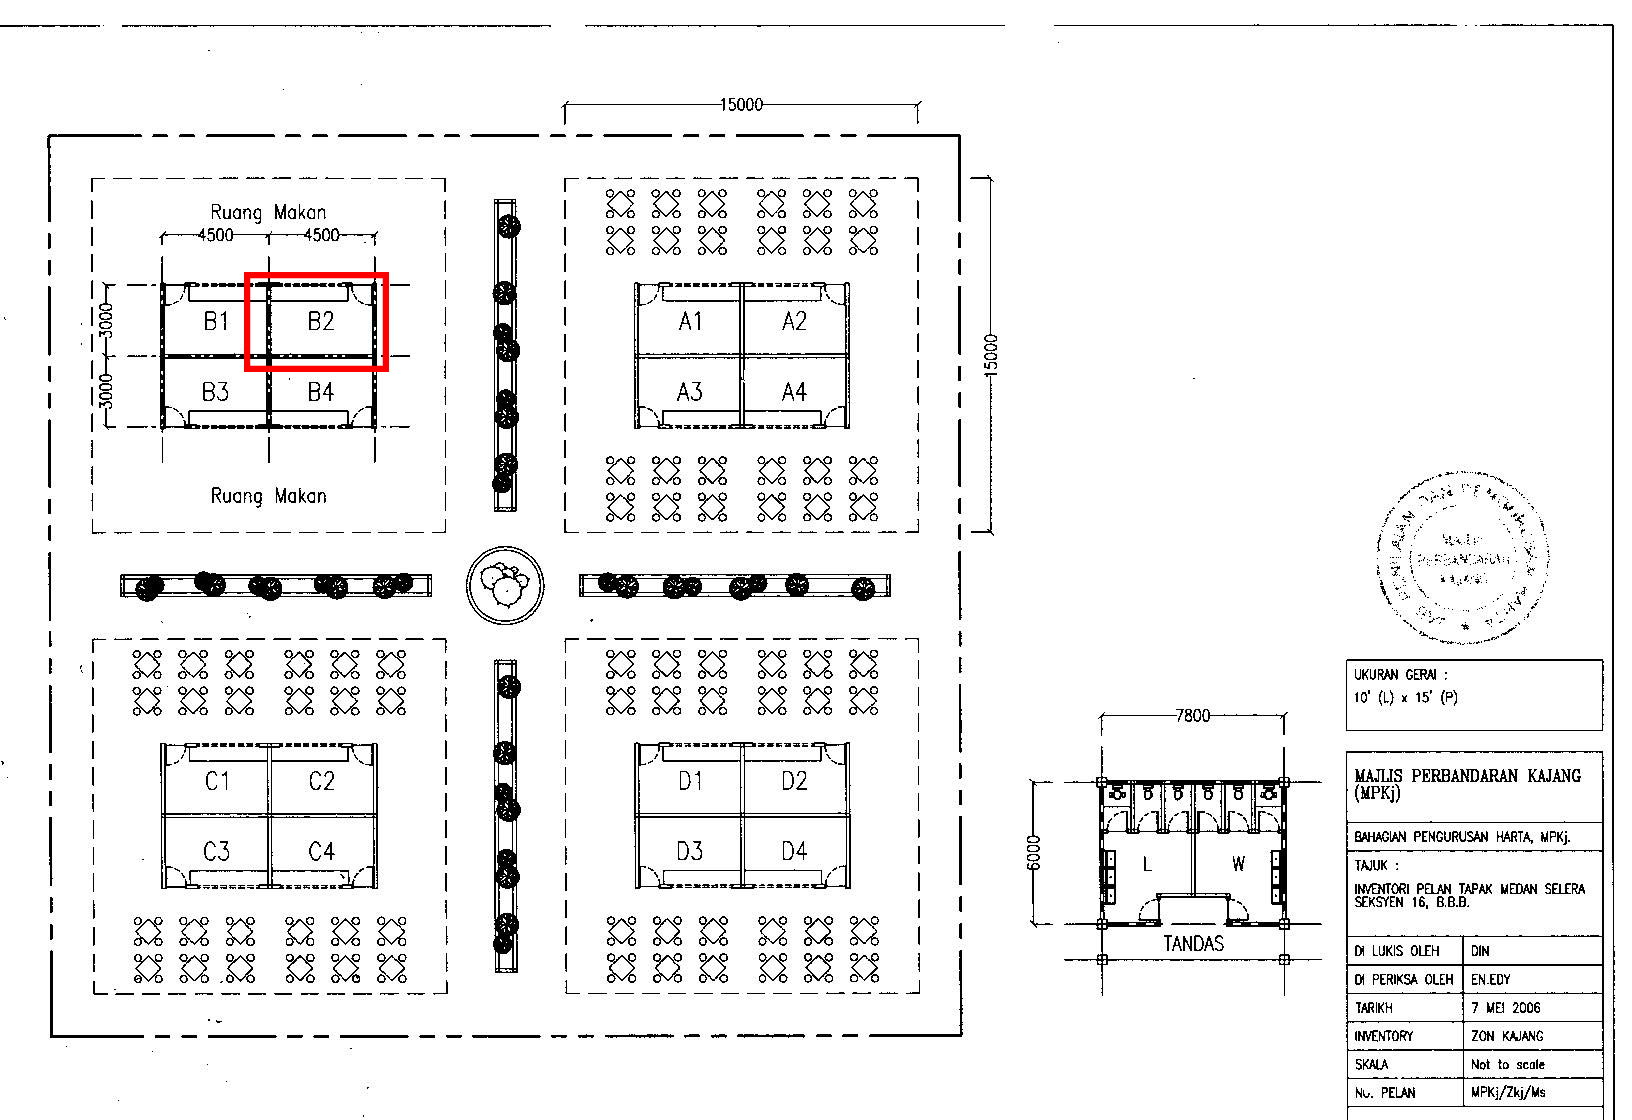 15000
Ruang Makan
4500
4500
3000
3000
B1
B2
B3
B4
Ruang Makan
A1
A2
A3
A4
15000
C1
C2
C3
C4
D1
D2
D3
D4
7800
6000
L
W
TANDAS
MAJLIS
PERBANDARAN
KAJANG
UKURAN GERAI :
10' (L) x 15' (P)
MAJLIS PERBANDARAN KAJANG
(MPKj)
BAHAGIAN PENGURUSAN HARTA, MPKj.
TAJUK :
INVENTORI PELAN TAPAK MEDAN SELERA
SEKSYEN 16, B.B.B.
DI LUKIS OLEH DIN
DI PERIKSA OLEH EN.EDY
TARIKH 7 MEI 2006
INVENTORY ZON KAJANG
SKALA Not to scale
No. PELAN MPKj/Zkj/Ms